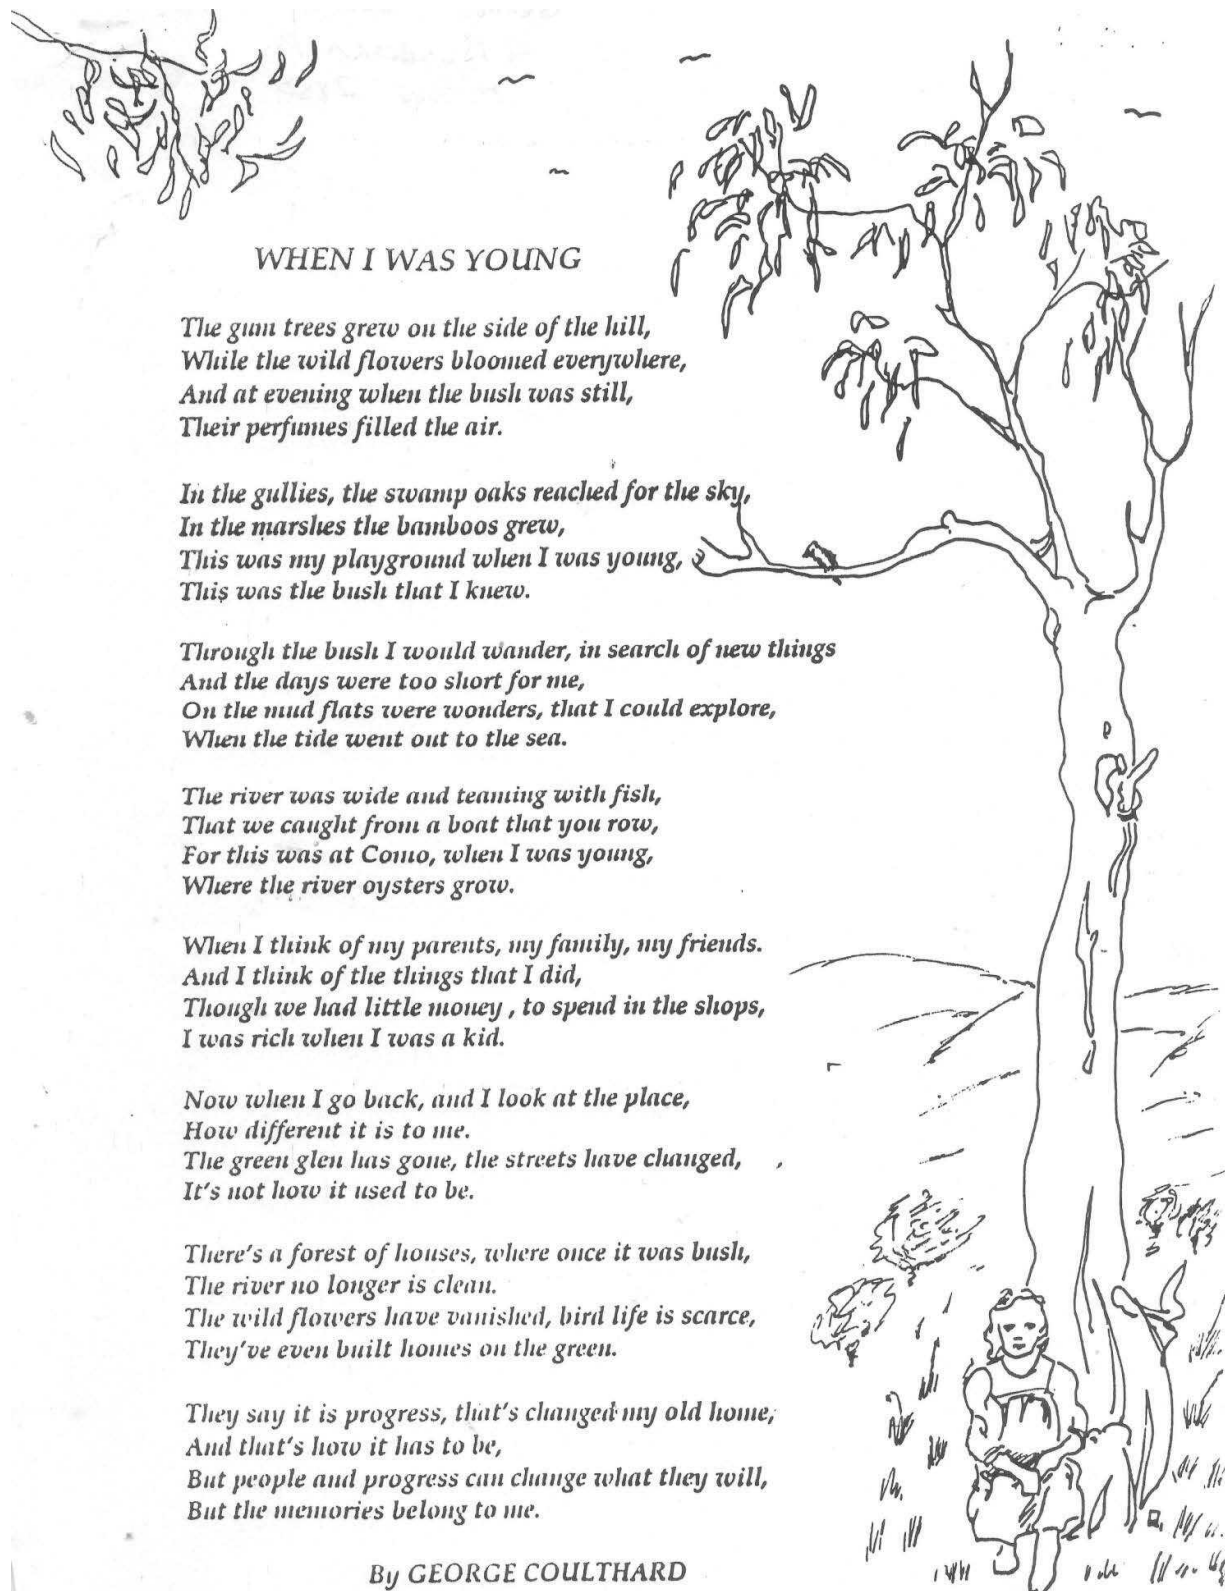 WHEN I WAS YOUNG
The gum trees grew on the side of the hill,
While the wild flowers bloomed everywhere,
And at evening when the bush was still,
Their perfumes filled the air.
In the gullies, the swamp oaks reached for the sky,
In the marshes the bamboos grew,
This was my playground when I was young,
This was the bush that I knew.
Through the bush I would wander, in search of new things
And the days were too short for me,
On the mud flats were wonders, that I could explore,
When the tide went out to the sea.
The river was wide and teaming with fish,
That we caught from a boat that you row,
For this was at Como, when I was young,
Where the river oysters grow.
When I think of my parents, my family, my friends.
And I think of the things that I did,
Though we had little money , to spend in the shops,
I was rich when I was a kid.
Now when I go back, and I look at the place,
How different it is to me.
The green glen has gone, the streets have changed,
It's not how it used to be.
There's a forest of houses, where once it was bush,
The river no longer is clean.
The wild flowers have vanished, bird life is scarce,
They've even built homes on the green.
They say it is progress, that's changed my old home,
And that's how it has to be,
But people and progress can change what they will,
But the memories belong to me.
By GEORGE COULTHARD